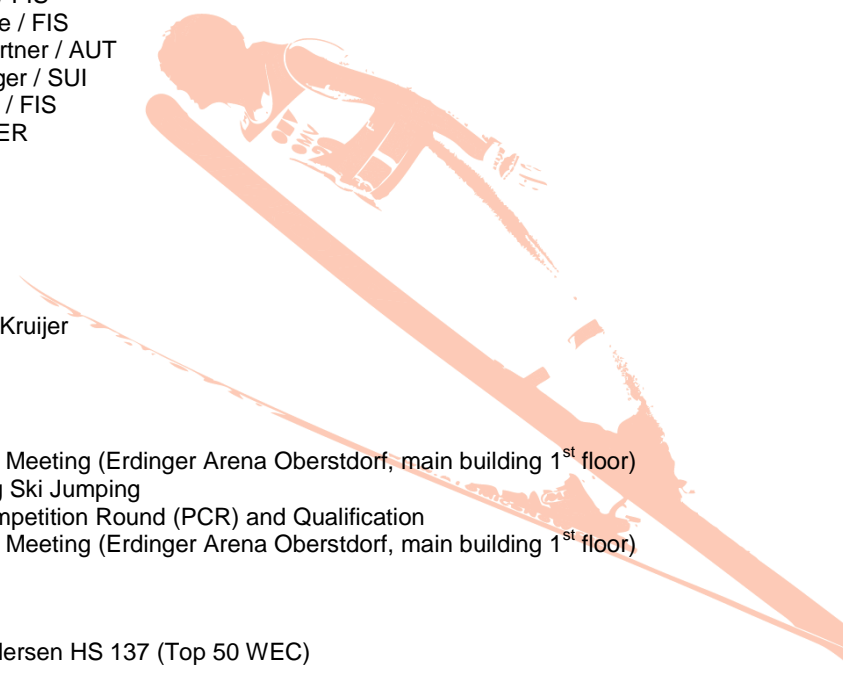 / FIS
e / FIS
rtner / AUT
ger / SUI
/ FIS
ER
Kruijer
Meeting (Erdinger Arena Oberstdorf, main building 1st floor)
g Ski Jumping
mpetition Round (PCR) and Qualification
Meeting (Erdinger Arena Oberstdorf, main building 1st floor)
dersen HS 137 (Top 50 WEC)